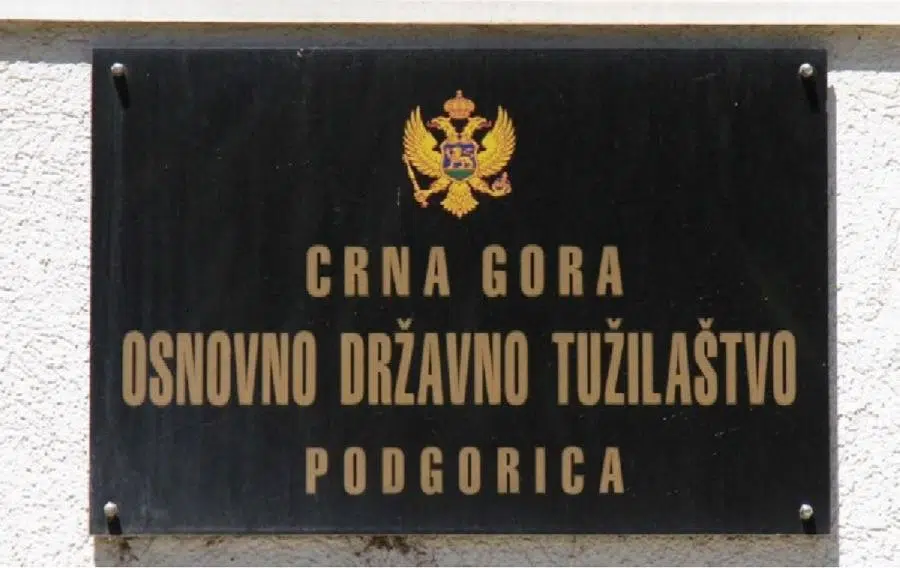 CRNA GORA
OSNOVNO DRŽAVNO TUŽILAŠTVO
PODGORICA